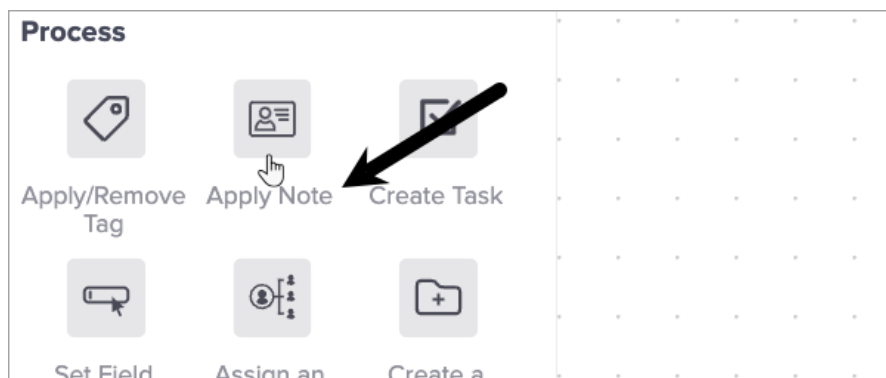 Process
Apply/Remove Apply Note Create Task
Tag
Set Field Assign an Create a